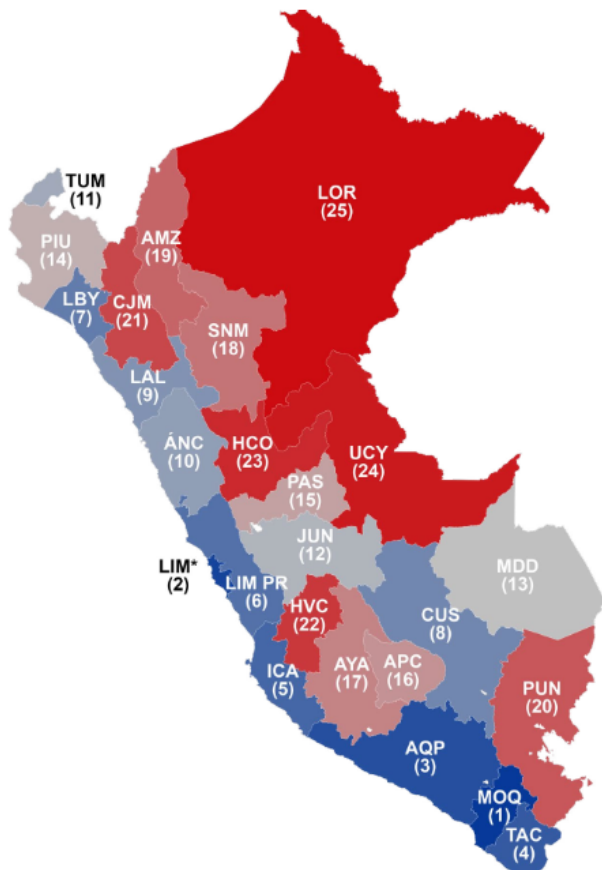 TUM
(11)
LOR
(25)
PIU
(14)
AMZ
(19)
LBY
(7)
CJM
(21)
SNM
(18)
LAL
(9)
ÁNC
(10)
HCO
(23)
UCY
(24)
PAS
(15)
JUN
(12)
LIM*
(2)
LIM PR
(6)
MDD
(13)
HVC
(22)
CUS
(8)
ICA
(5)
AYA
(17)
APC
(16)
PUN
(20)
AQP
(3)
MOQ
(1)
TAC
(4)